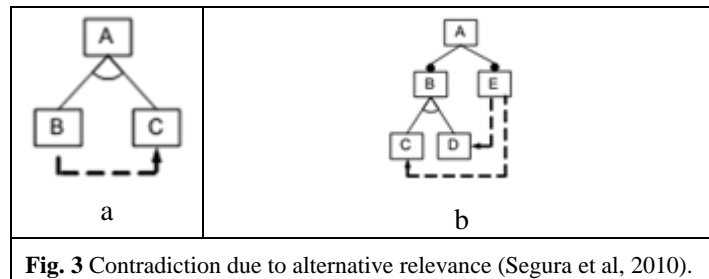 A
B C
a
A
B E
C D
b
Fig. 3 Contradiction due to alternative relevance (Segura et al, 2010).